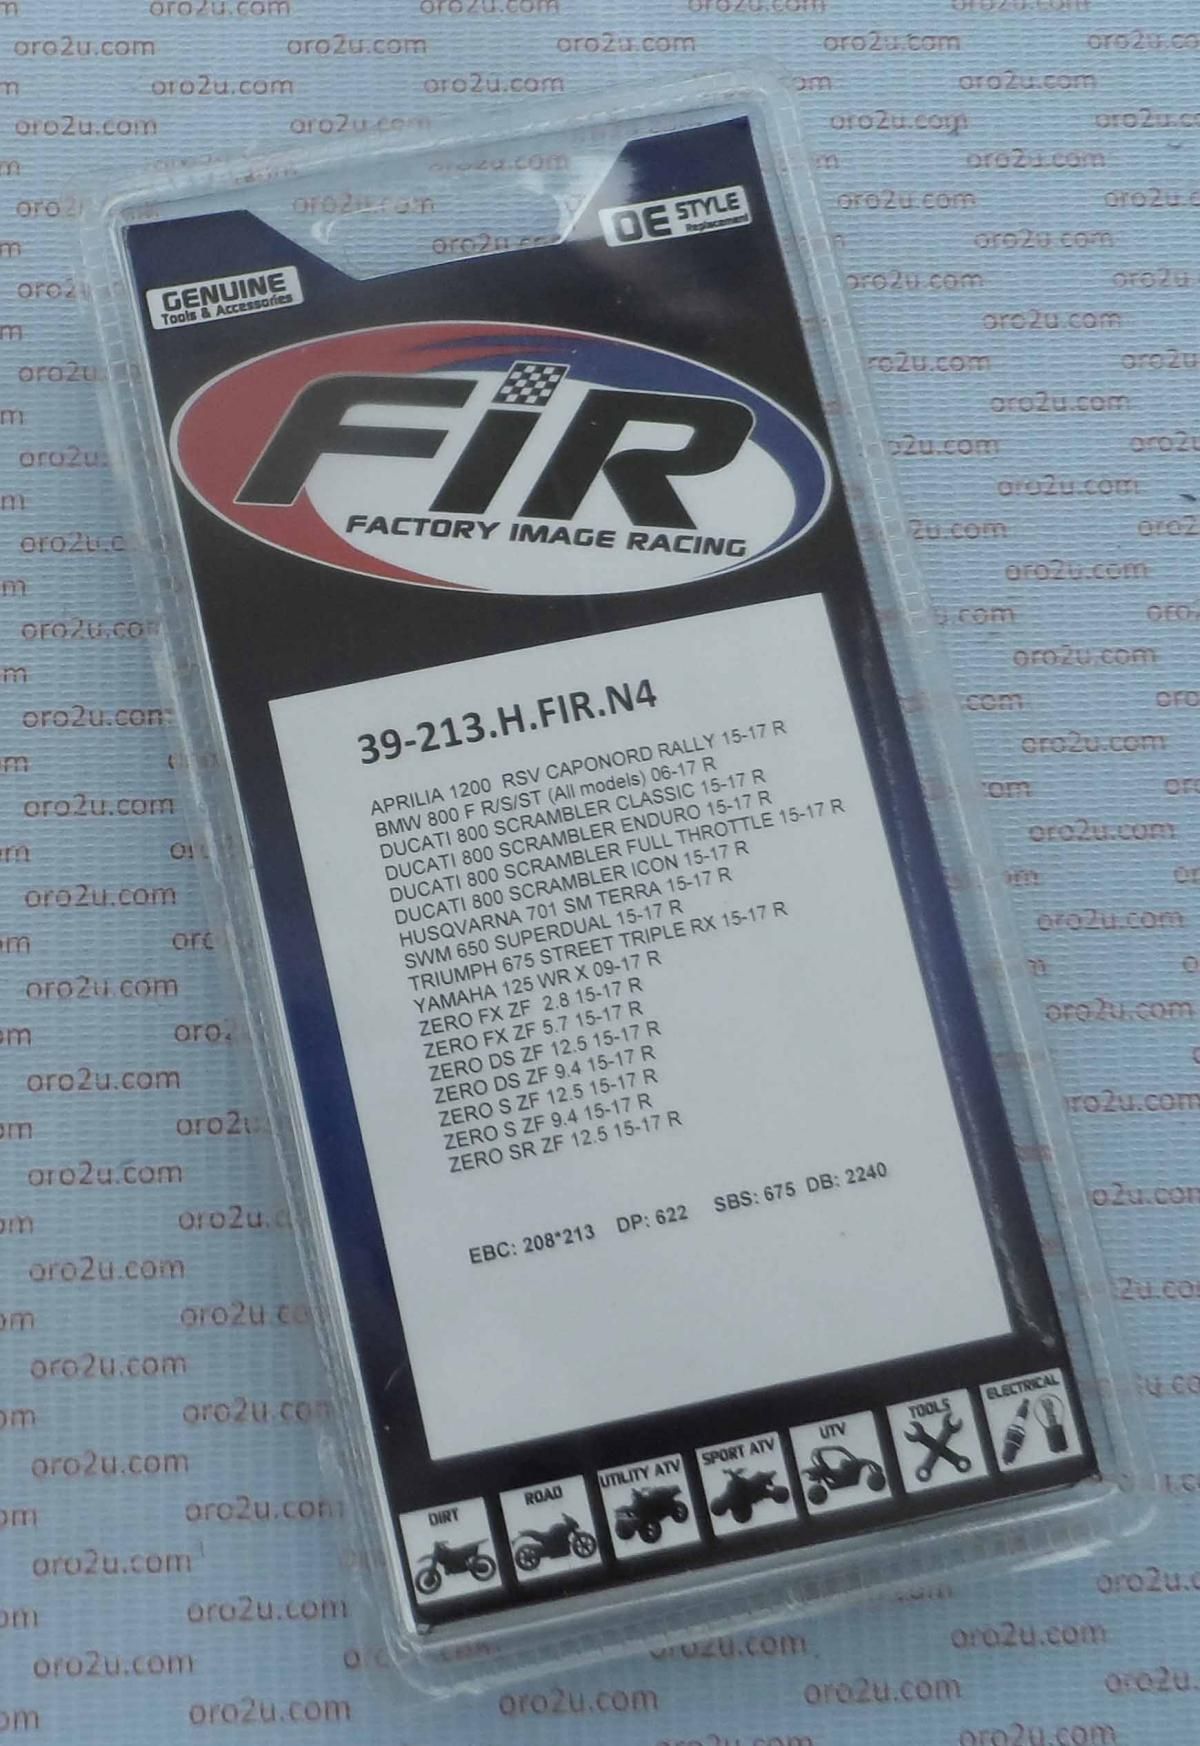 GENUINE
Tools & Accessories
OE STYLE
Replacement
FiR
FACTORY IMAGE RACING
39-213.H.FIR.N4
APRILIA 1200 RSV CAPONORD RALLY 15-17 R
BMW 800 F R/S/ST (All models) 06-17 R
DUCATI 800 SCRAMBLER CLASSIC 15-17 R
DUCATI 800 SCRAMBLER ENDURO 15-17 R
DUCATI 800 SCRAMBLER FULL THROTTLE 15-17 R
DUCATI 800 SCRAMBLER ICON 15-17 R
HUSQVARNA 701 SM TERRA 15-17 R
SWM 650 SUPERDUAL 15-17 R
TRIUMPH 675 STREET TRIPLE RX 15-17 R
YAMAHA 125 WR X 09-17 R
ZERO FX ZF 2.8 15-17 R
ZERO FX ZF 5.7 15-17 R
ZERO DS ZF 12.5 15-17 R
ZERO DS ZF 9.4 15-17 R
ZERO S ZF 12.5 15-17 R
ZERO S ZF 9.4 15-17 R
ZERO SR ZF 12.5 15-17 R
EBC: 208*213 DP: 622 SBS: 675 DB: 2240
DIRT ROAD UTILITY ATV SPORT ATV UTV TOOLS ELECTRICAL
oro2u.com